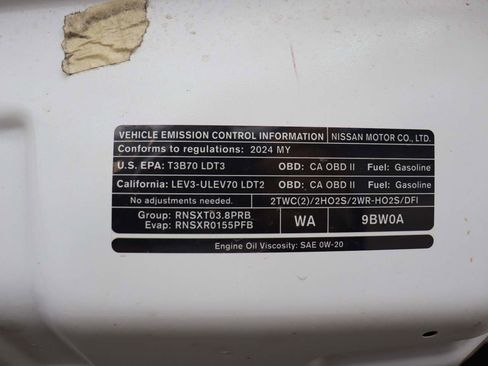 VEHICLE EMISSION CONTROL INFORMATION NISSAN MOTOR CO., LTD.
Conforms to regulations: 2024 MY
U.S. EPA: T3B70 LDT3 OBD: CA OBD II Fuel: Gasoline
California: LEV3-ULEV70 LDT2 OBD: CA OBD II Fuel: Gasoline
No adjustments needed. 2TWC(2)/2HO2S/2WR-HO2S/DFI
Group: RNSXT03.8PRB WA 9BW0A
Evap: RNSXR0155PFB
Engine Oil Viscosity: SAE 0W-20